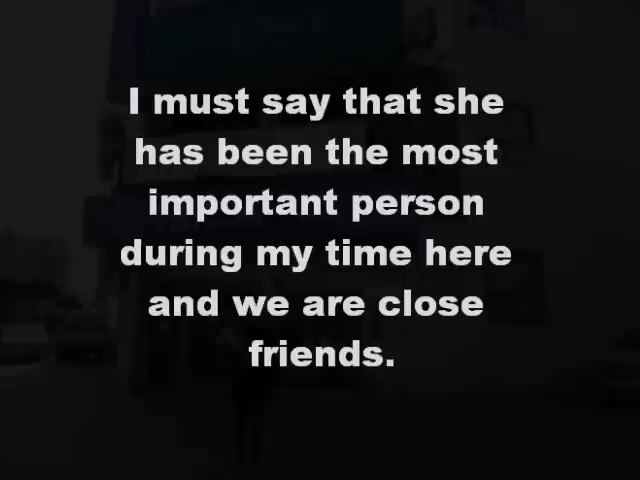 I must say that she
has been the most
important person
during my time here
and we are close
friends.